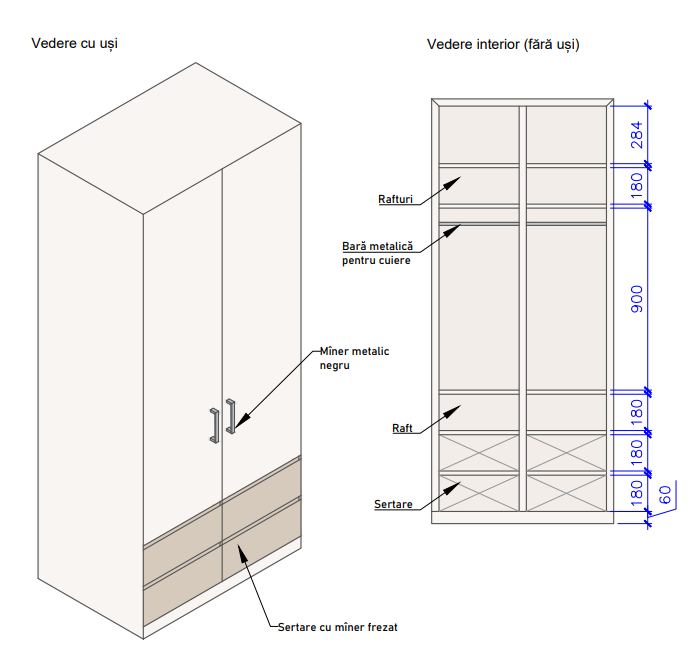 Vedere cu uși
Vedere interior (fără uși)
284
180
Rafturi
Bară metalică
pentru cuiere
900
Mîner metalic
negru
180
Raft
180
180
60
Sertare
Sertare cu mîner frezat